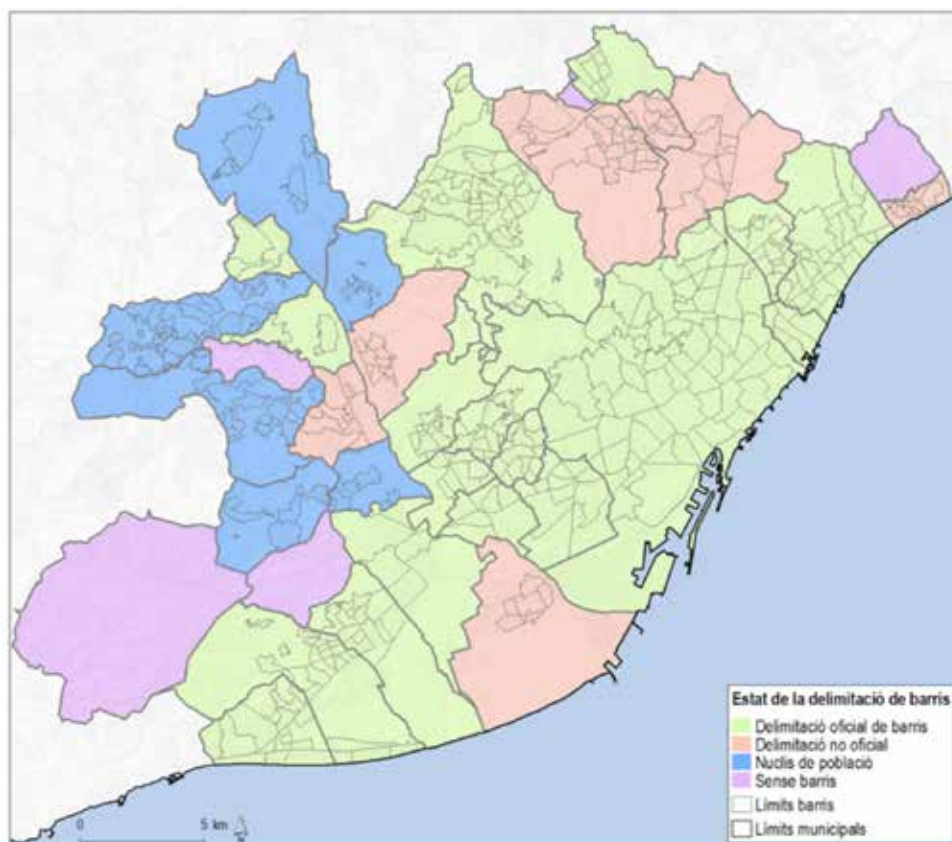 Estat de la delimitació de barris
Delimitació oficial de barris
Delimitació no oficial
Nuclis de població
Sense barris
Límits barris
Límits municipals
0 5 km